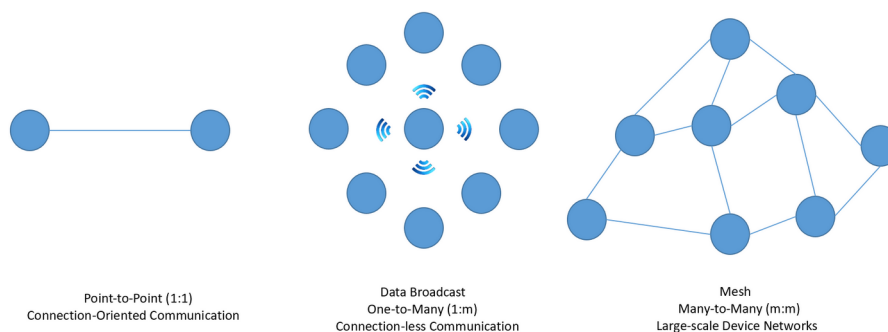 Point-to-Point (1:1)
Connection-Oriented Communication
Data Broadcast
One-to-Many (1:m)
Connection-less Communication
Mesh
Many-to-Many (m:m)
Large-scale Device Networks